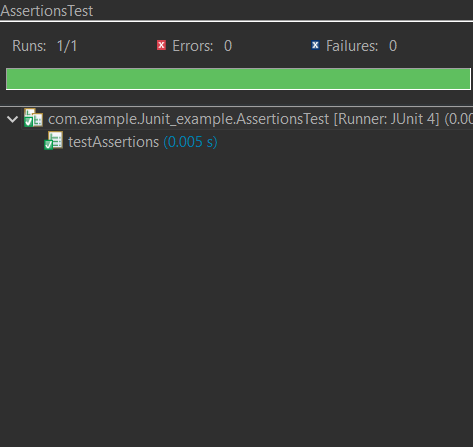 AssertionsTest
Runs: 1/1 Errors: 0 Failures: 0
com.example.Junit_example.AssertionsTest [Runner: JUnit 4] (0.00
testAssertions (0.005 s)